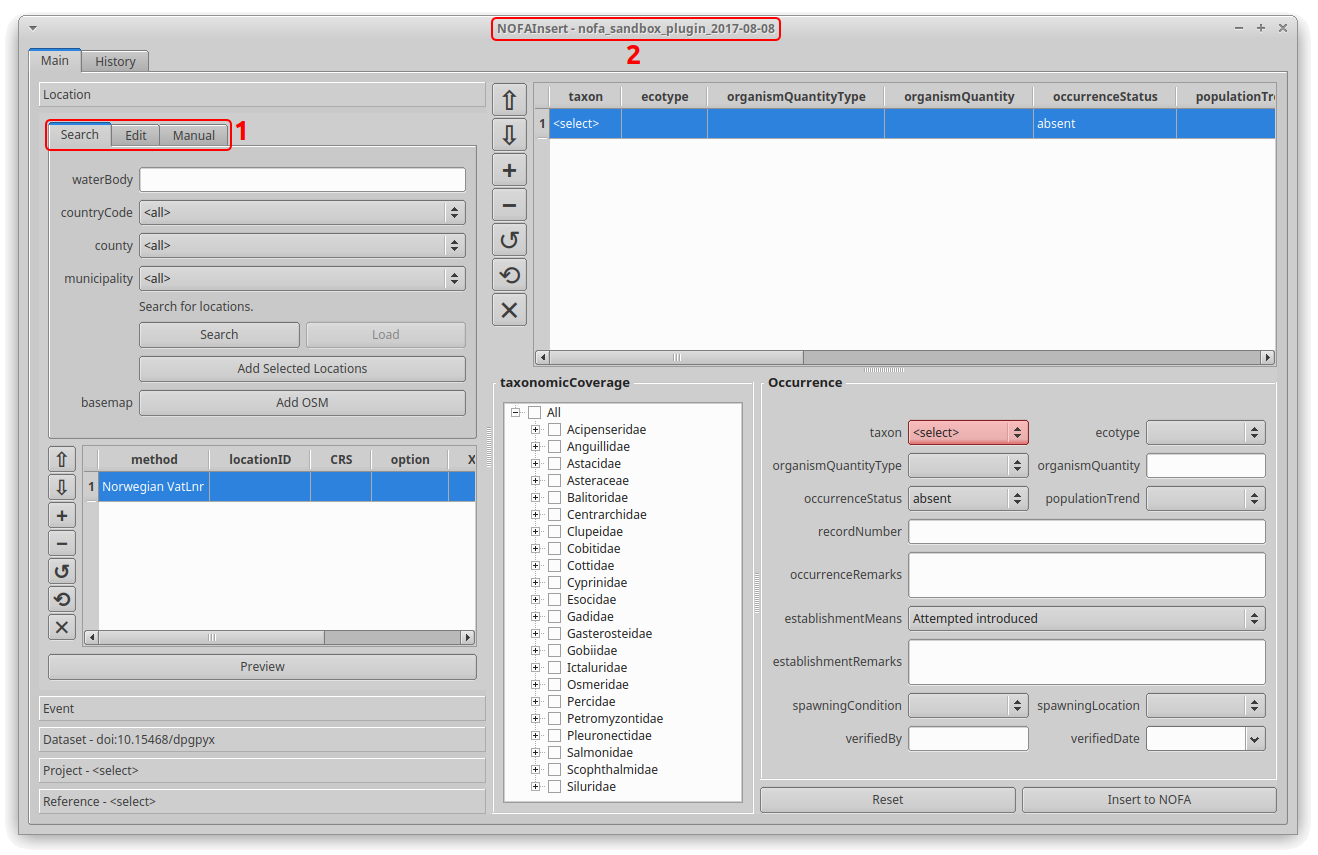 NOFAInsert - nofa_sandbox_plugin_2017-08-08
2
Main History
Location
Search Edit Manual 1
waterBody
countryCode <all>
county <all>
municipality <all>
Search for locations.
Search Load
Add Selected Locations
basemap Add OSM
method locationID CRS option X
1 Norwegian VatLnr
Preview
Event
Dataset - doi:10.15468/dpgpyx
Project - <select>
Reference - <select>
taxon ecotype organismQuantityType organismQuantity occurrenceStatus populationTre
1 <select> absent
taxonomicCoverage
All
Acipenseridae
Anguillidae
Astacidae
Asteraceae
Balitoridae
Centrarchidae
Clupeidae
Cobitidae
Cottidae
Cyprinidae
Esocidae
Gadidae
Gasterosteidae
Gobiidae
Ictaluridae
Osmeridae
Percidae
Petromyzontidae
Pleuronectidae
Salmonidae
Scophthalmidae
Siluridae
Occurrence
taxon <select> ecotype
organismQuantityType organismQuantity
occurrenceStatus absent populationTrend
recordNumber
occurrenceRemarks
establishmentMeans Attempted introduced
establishmentRemarks
spawningCondition spawningLocation
verifiedBy verifiedDate
Reset Insert to NOFA